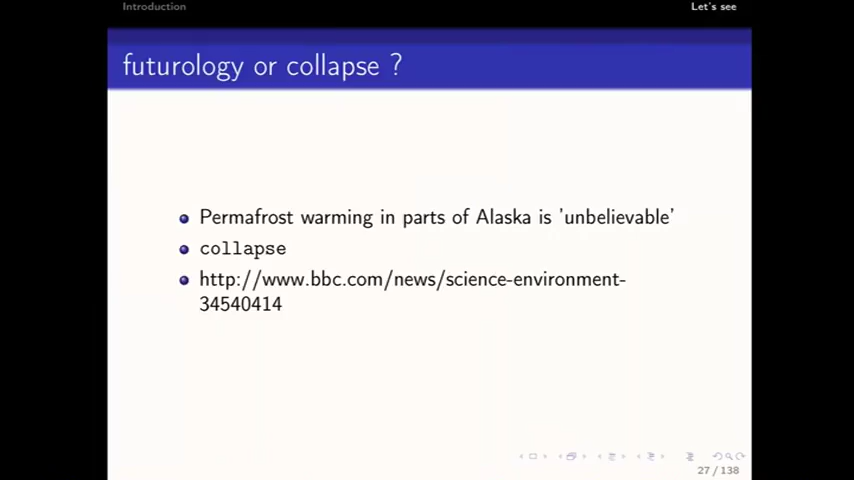 Introduction
Let's see
futurology or collapse ?
Permafrost warming in parts of Alaska is 'unbelievable'
collapse
http://www.bbc.com/news/science-environment-
34540414
27 / 138